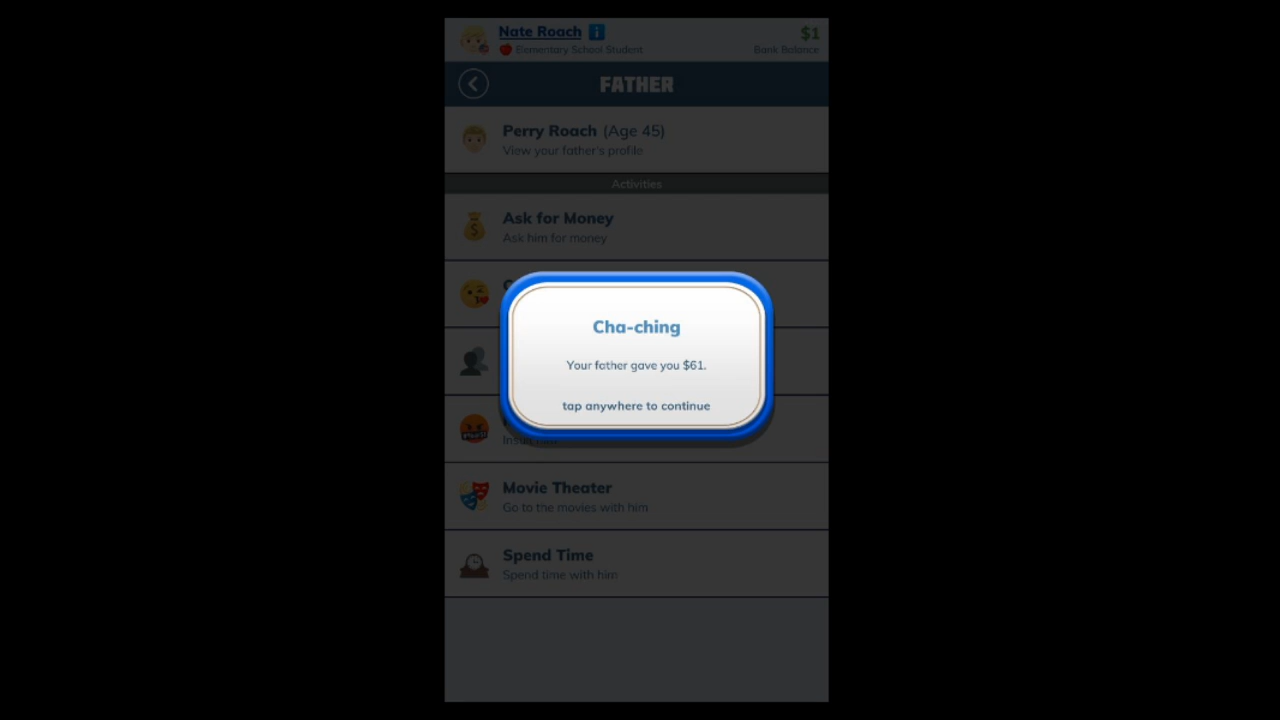 Nate Roach i
Elementary School Student
$1
Bank Balance
FATHER
Perry Roach (Age 45)
View your father's profile
Activities
Ask for Money
Ask him for money
Cha-ching
Your father gave you $61.
tap anywhere to continue
Movie Theater
Go to the movies with him
Spend Time
Spend time with him